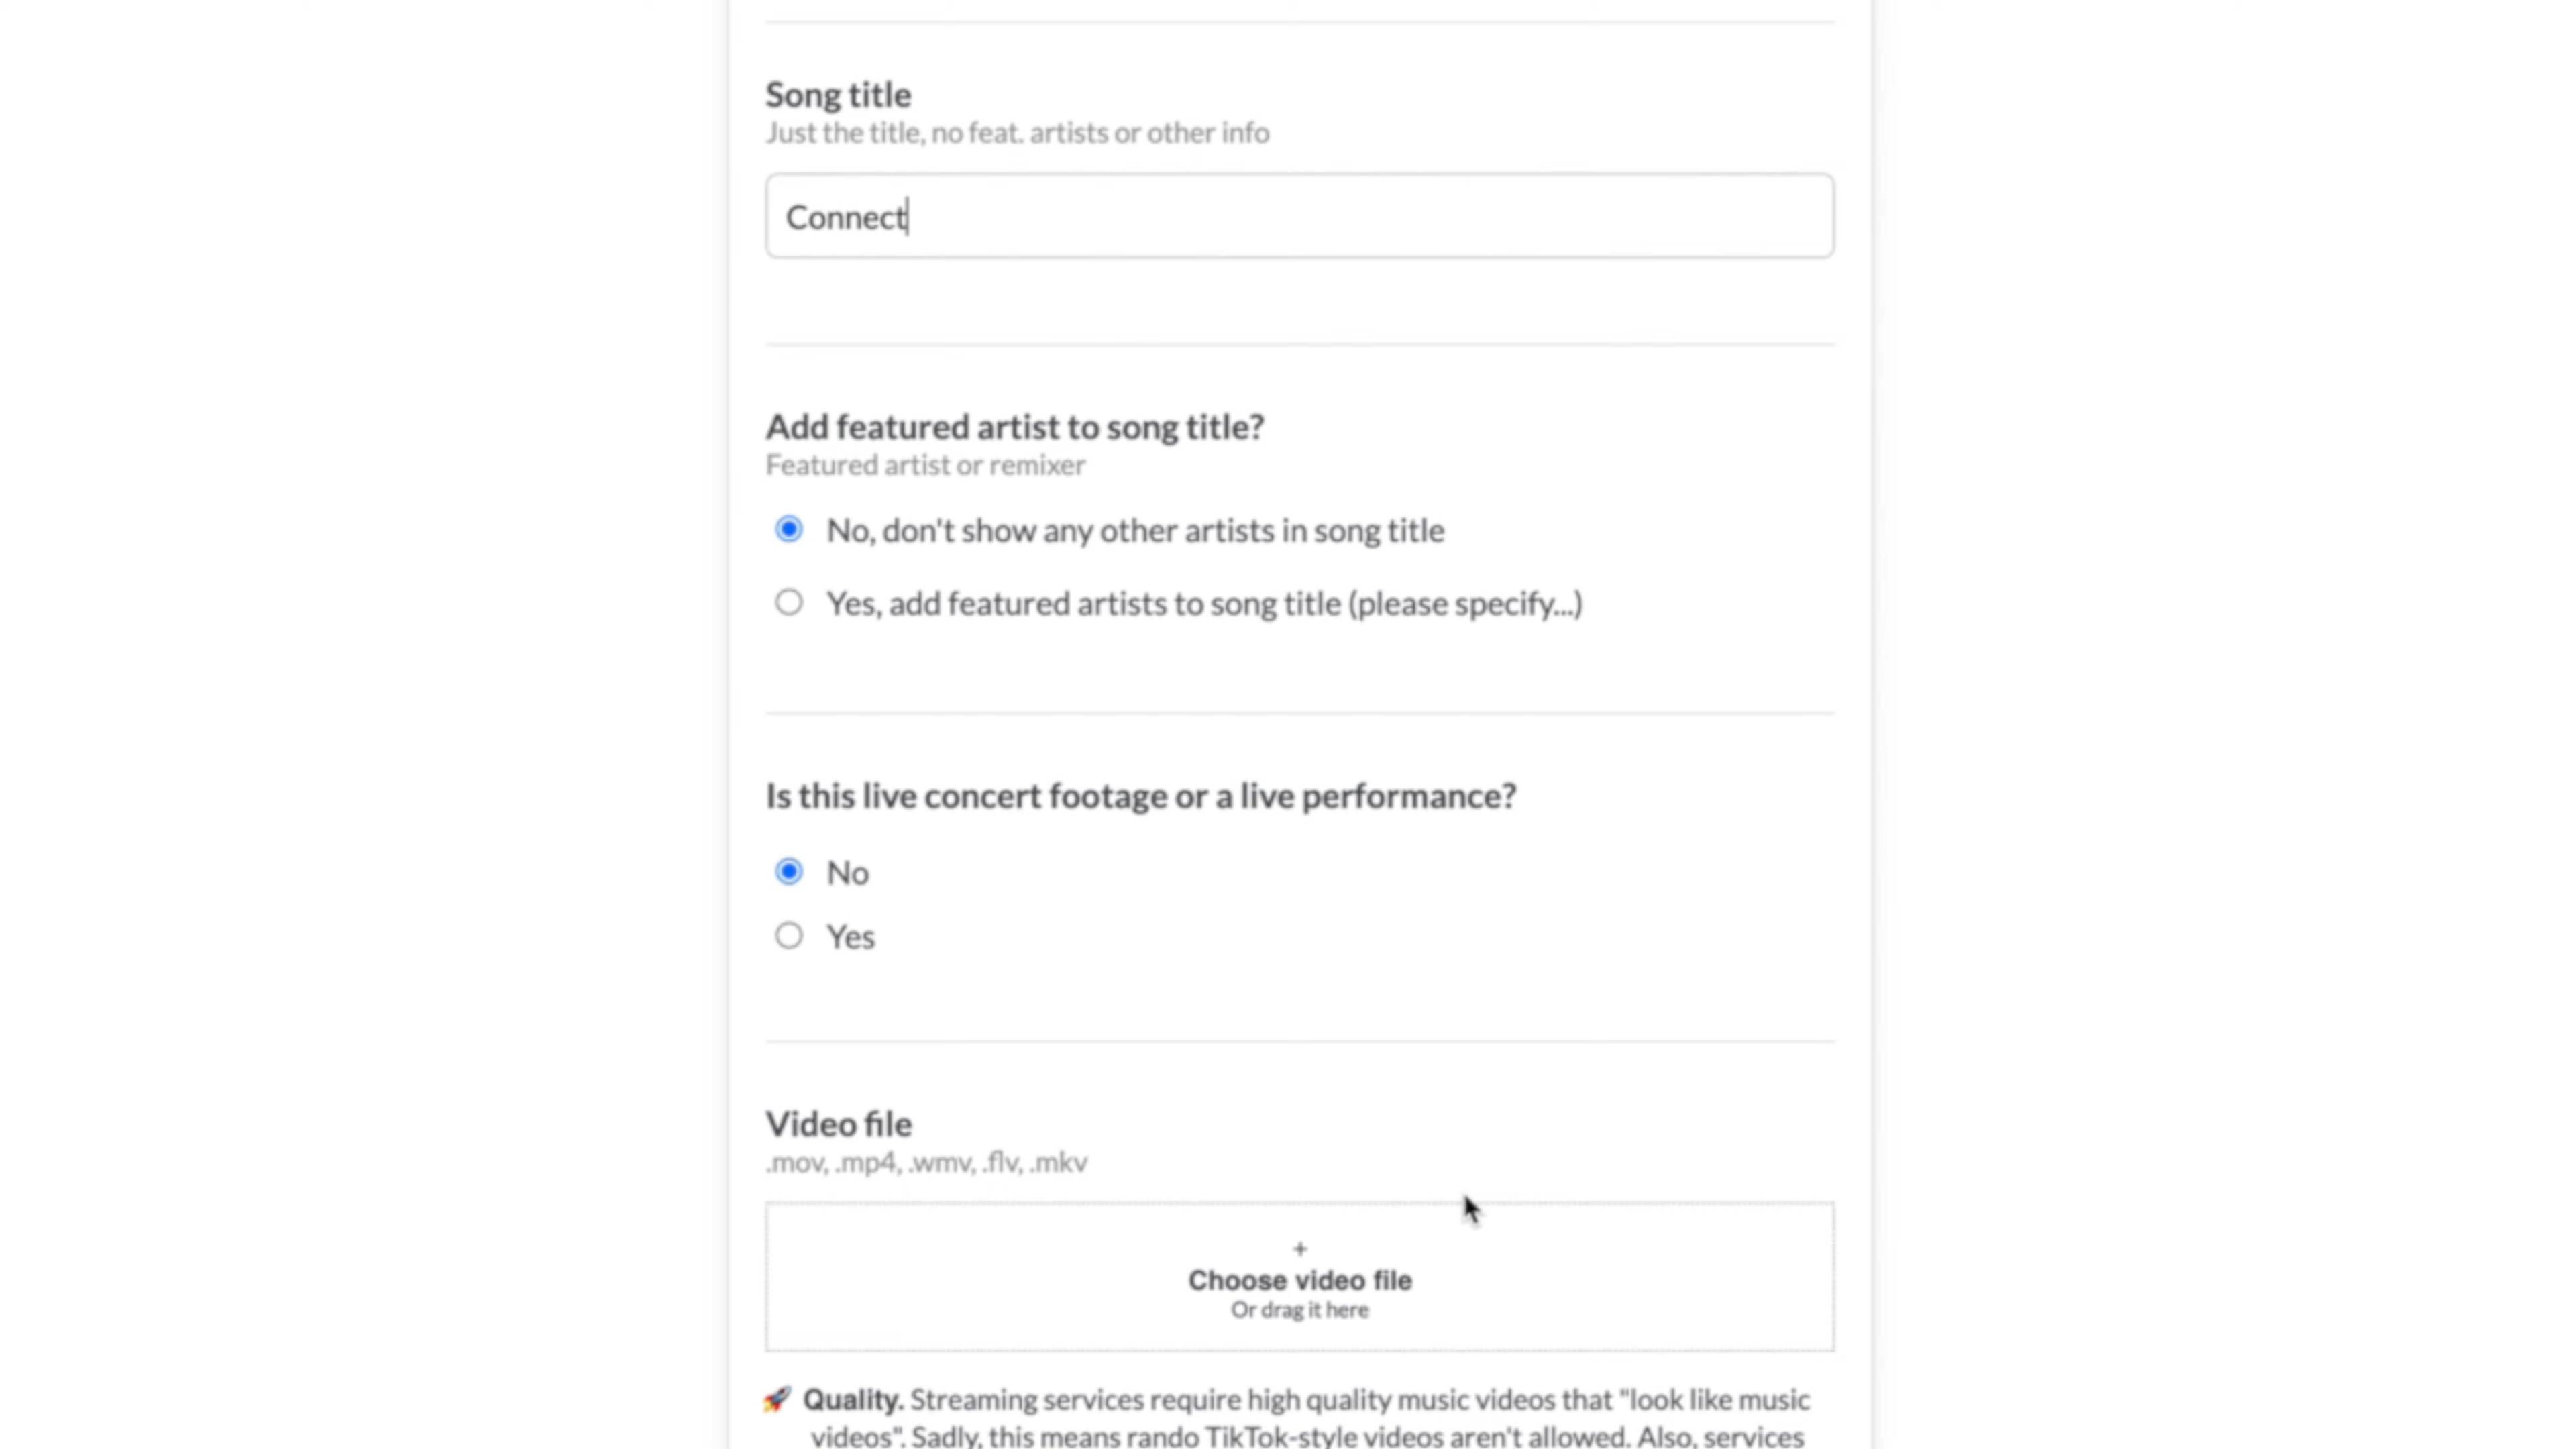 Song title
Just the title, no feat. artists or other info
Connect
Add featured artist to song title?
Featured artist or remixer
No, don't show any other artists in song title
Yes, add featured artists to song title (please specify...)
Is this live concert footage or a live performance?
No
Yes
Video file
.mov, .mp4, .wmv, .flv, .mkv
+
Choose video file
Or drag it here
🚀 Quality. Streaming services require high quality music videos that "look like music
videos". Sadly, this means rando TikTok-style videos aren't allowed. Also, services